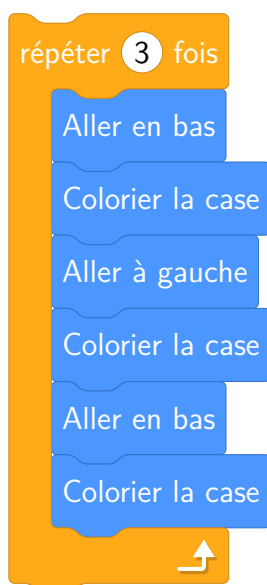 répéter 3 fois
Aller en bas
Colorier la case
Aller à gauche
Colorier la case
Aller en bas
Colorier la case